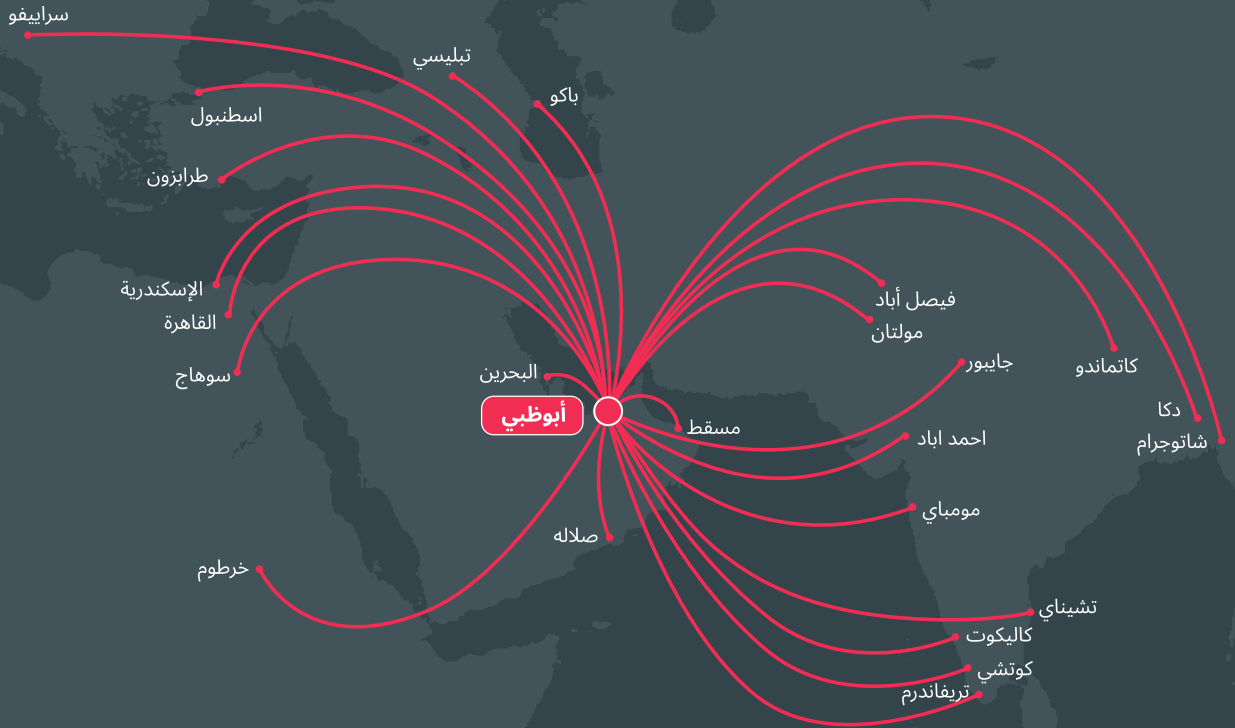 سراييفو
تبليسي
باكو
اسطنبول
طرابزون
الإسكندرية
فيصل أباد
القاهرة
مولتان
جايبور
كاتماندو
البحرين
سوهاج
دكا
أبوظبي
مسقط
احمد اباد
شاتوجرام
مومباي
صلاله
خرطوم
تشيناي
كاليكوت
كوتشي
تريفاندرم